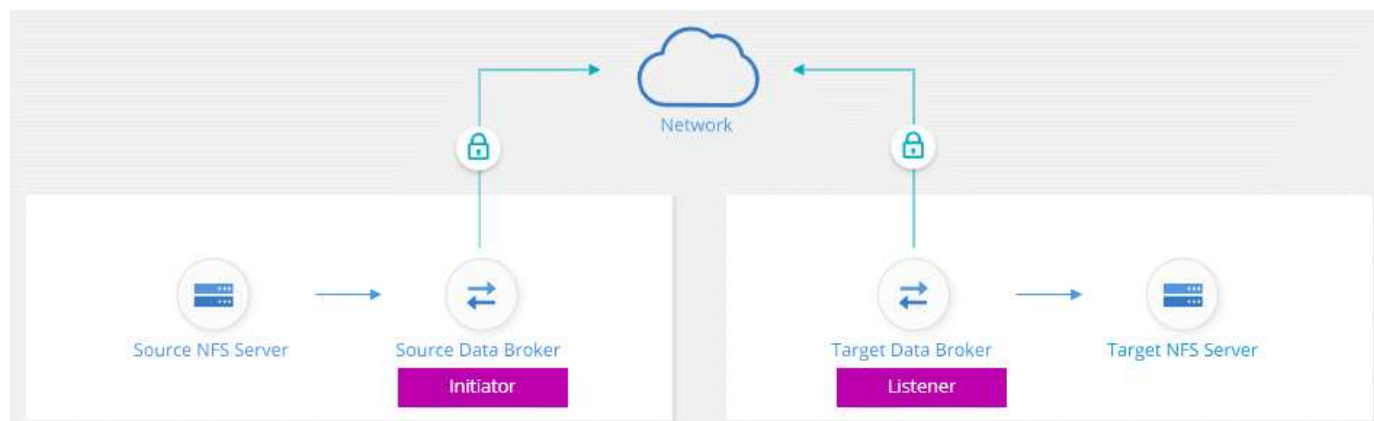 Network
Source NFS Server
Source Data Broker
Target Data Broker
Target NFS Server
Initiator
Listener